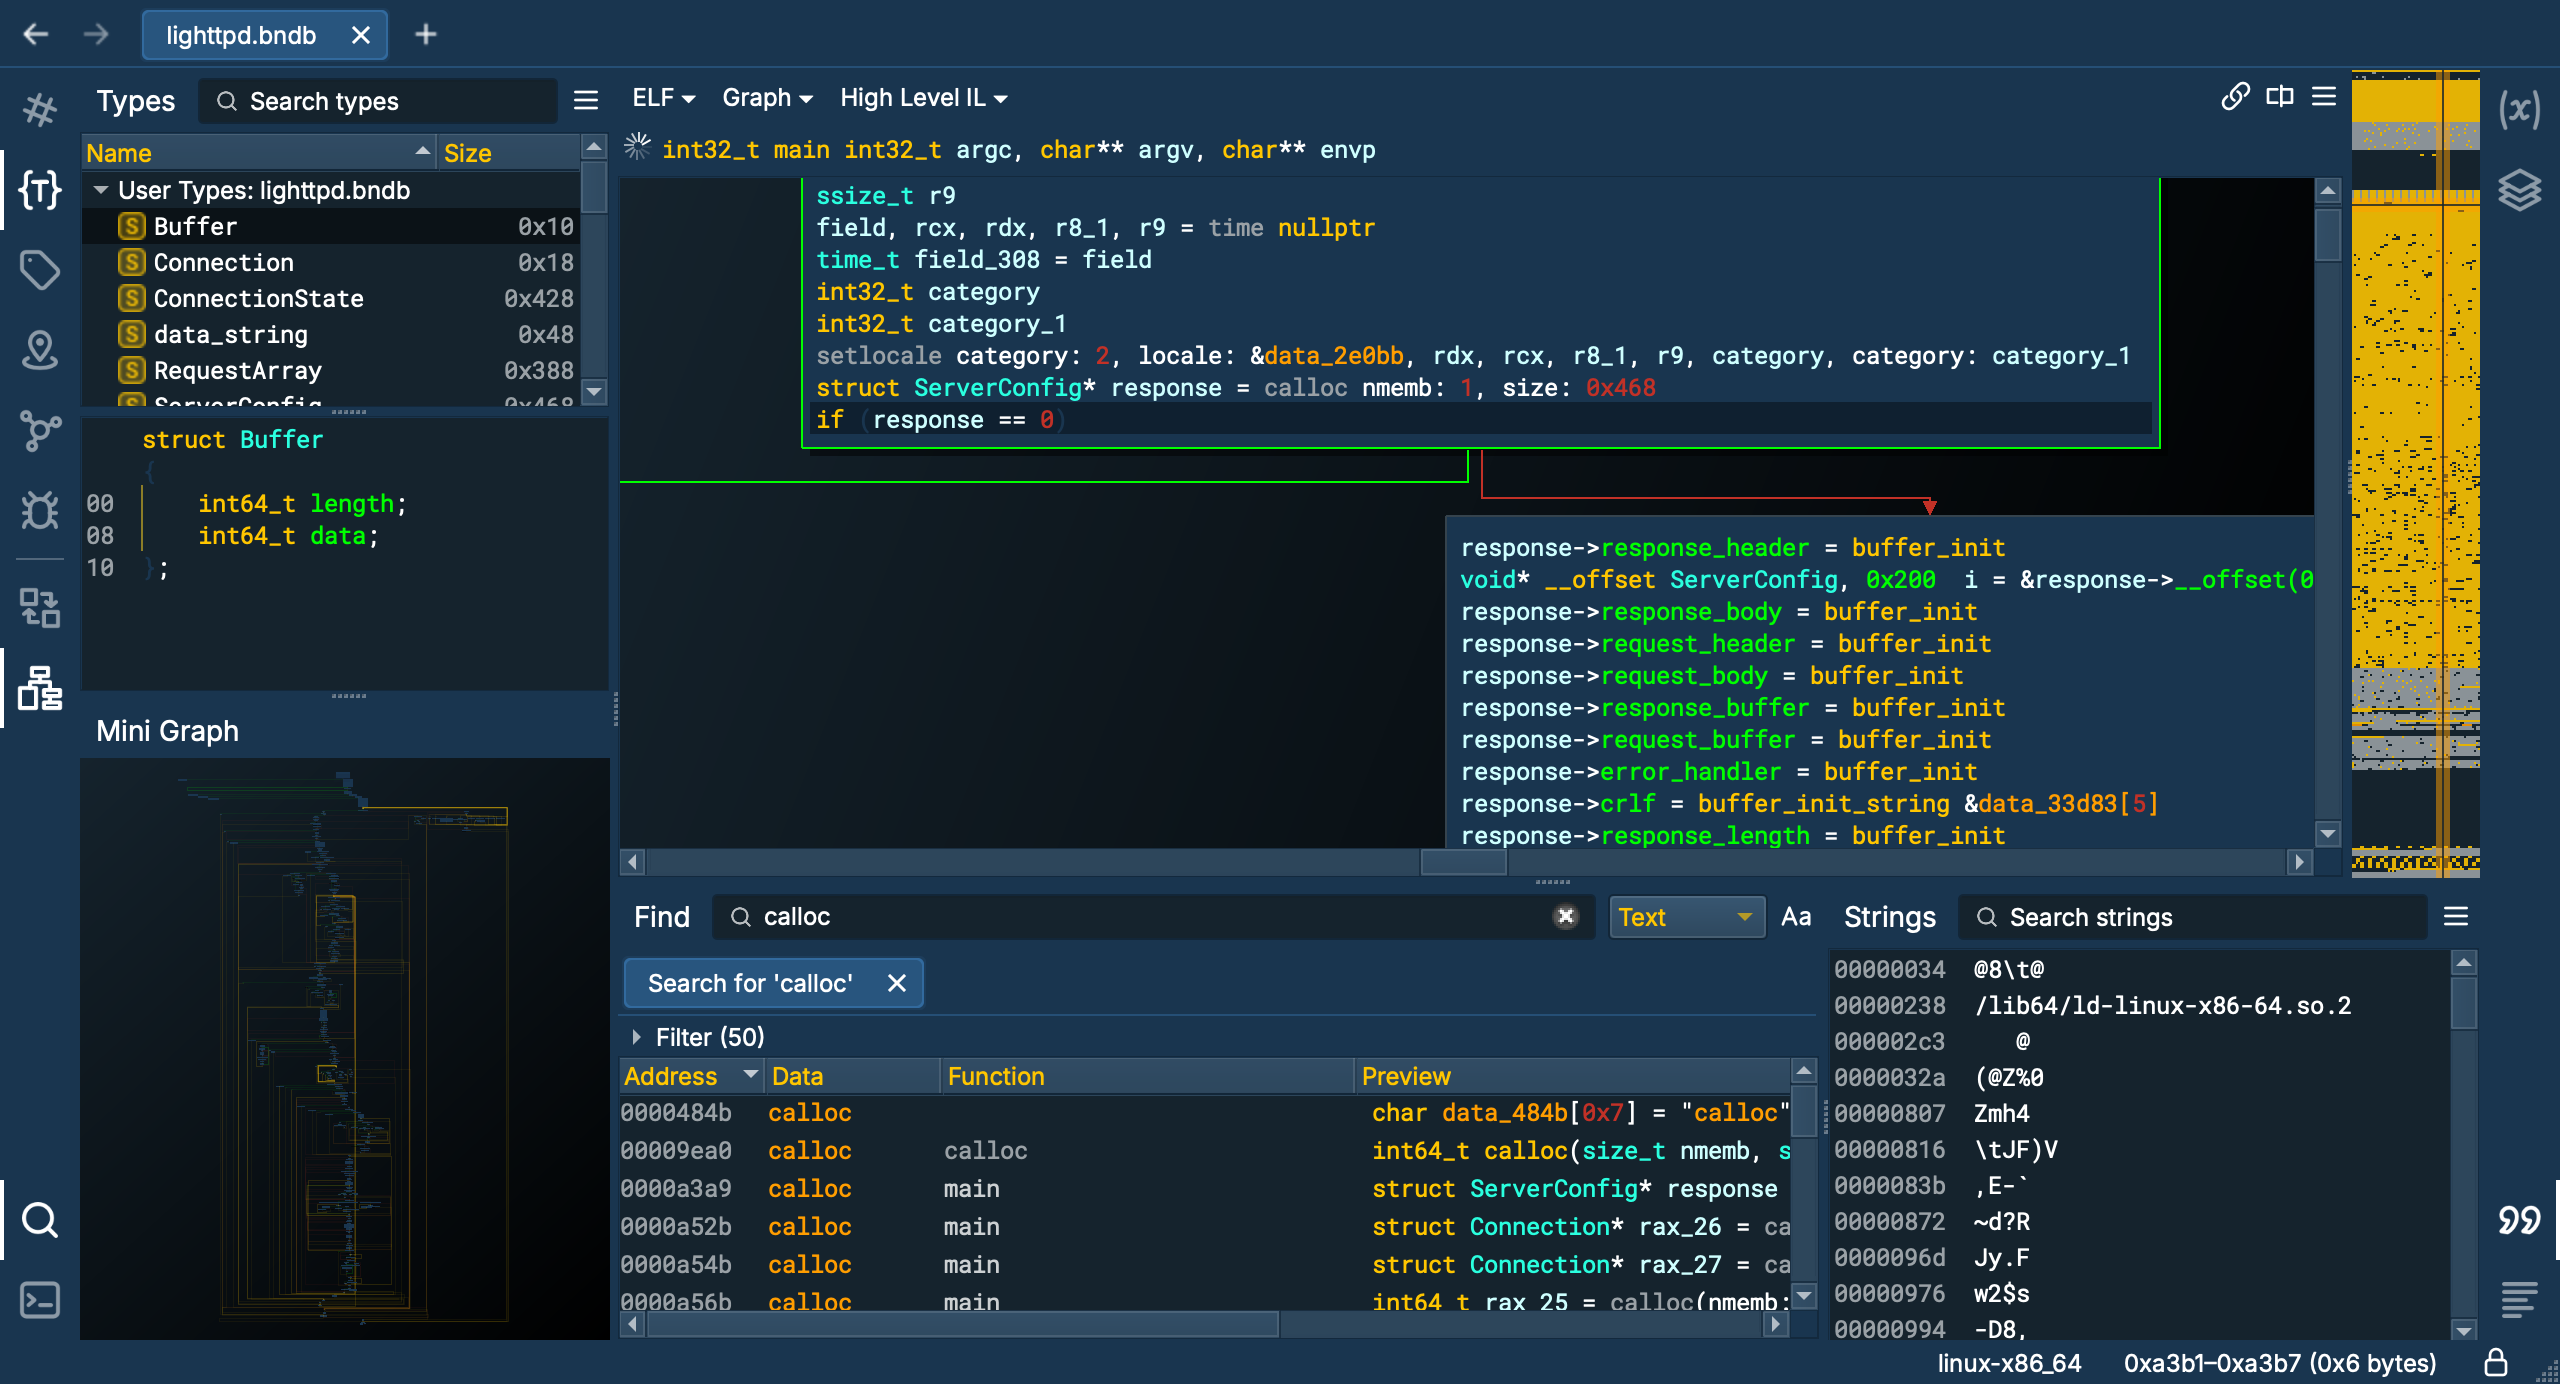 lighttpd.bndb
Types
Search types
Name Size
User Types: lighttpd.bndb
S Buffer 0x10
S Connection 0x18
S ConnectionState 0x428
S data_string 0x48
S RequestArray 0x388
S ServerConfig 0x468
struct Buffer
{
00 int64_t length;
08 int64_t data;
10 };
Mini Graph
ELF Graph High Level IL
int32_t main int32_t argc, char** argv, char** envp
ssize_t r9
field, rcx, rdx, r8_1, r9 = time nullptr
time_t field_308 = field
int32_t category
int32_t category_1
setlocale category: 2, locale: &data_2e0bb, rdx, rcx, r8_1, r9, category, category: category_1
struct ServerConfig* response = calloc nmemb: 1, size: 0x468
if (response == 0)
response->response_header = buffer_init
void* __offset ServerConfig, 0x200 i = &response->__offset(0
response->response_body = buffer_init
response->request_header = buffer_init
response->request_body = buffer_init
response->response_buffer = buffer_init
response->request_buffer = buffer_init
response->error_handler = buffer_init
response->crlf = buffer_init_string &data_33d83[5]
response->response_length = buffer_init
Find
calloc
Text
Aa
Search for 'calloc'
Filter (50)
Address Data Function Preview
0000484b calloc char data_484b[0x7] = "calloc"
00009ea0 calloc calloc int64_t calloc(size_t nmemb, s
0000a3a9 calloc main struct ServerConfig* response
0000a52b calloc main struct Connection* rax_26 = ca
0000a54b calloc main struct Connection* rax_27 = ca
0000a56b calloc main int64_t rax_25 = calloc(nmemb:
Strings
Search strings
00000034 @8\t@
00000238 /lib64/ld-linux-x86-64.so.2
000002c3 @
0000032a (@Z%0
00000807 Zmh4
00000816 \tJF)V
0000083b ,E-`
00000872 ~d?R
0000096d Jy.F
00000976 w2$s
00000994 -D8,
linux-x86_64 0xa3b1–0xa3b7 (0x6 bytes)